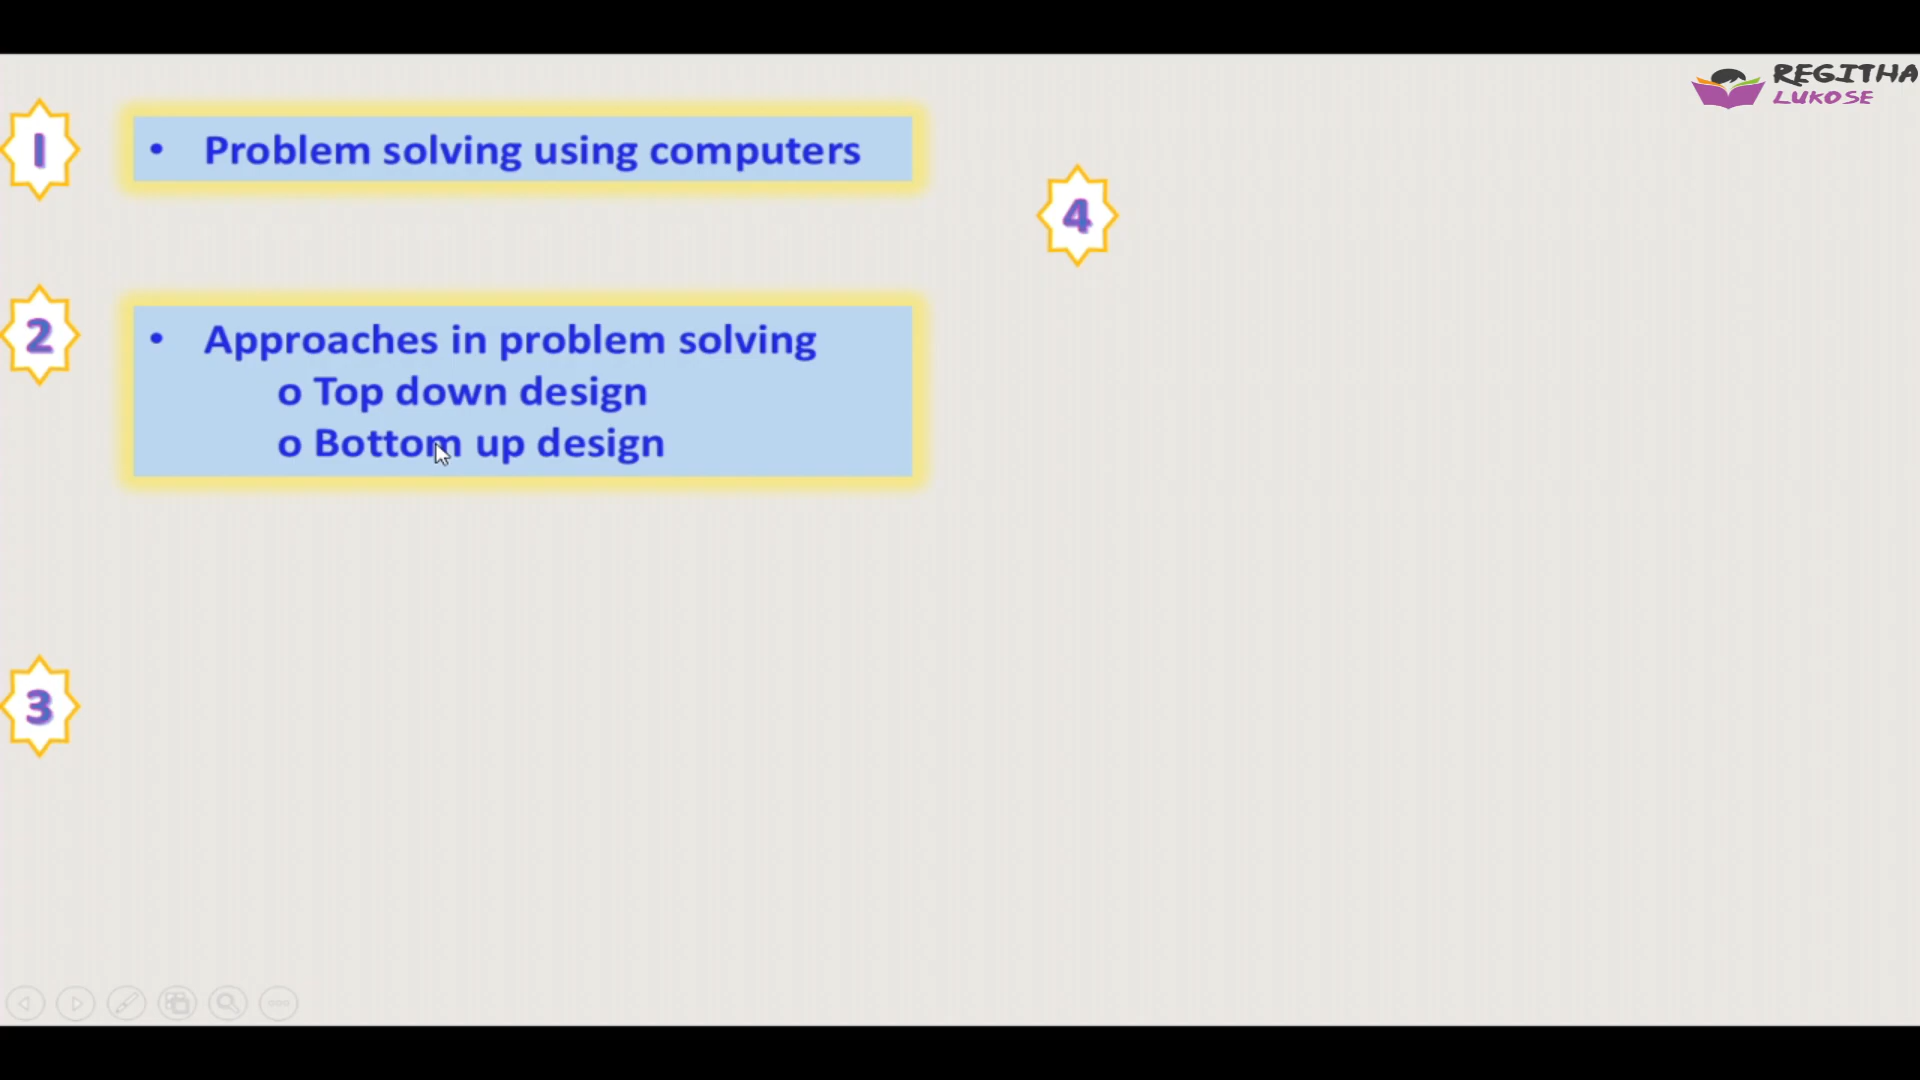 REGITHA
LUKOSE
1
• Problem solving using computers
2
• Approaches in problem solving
o Top down design
o Bottom up design
3
4